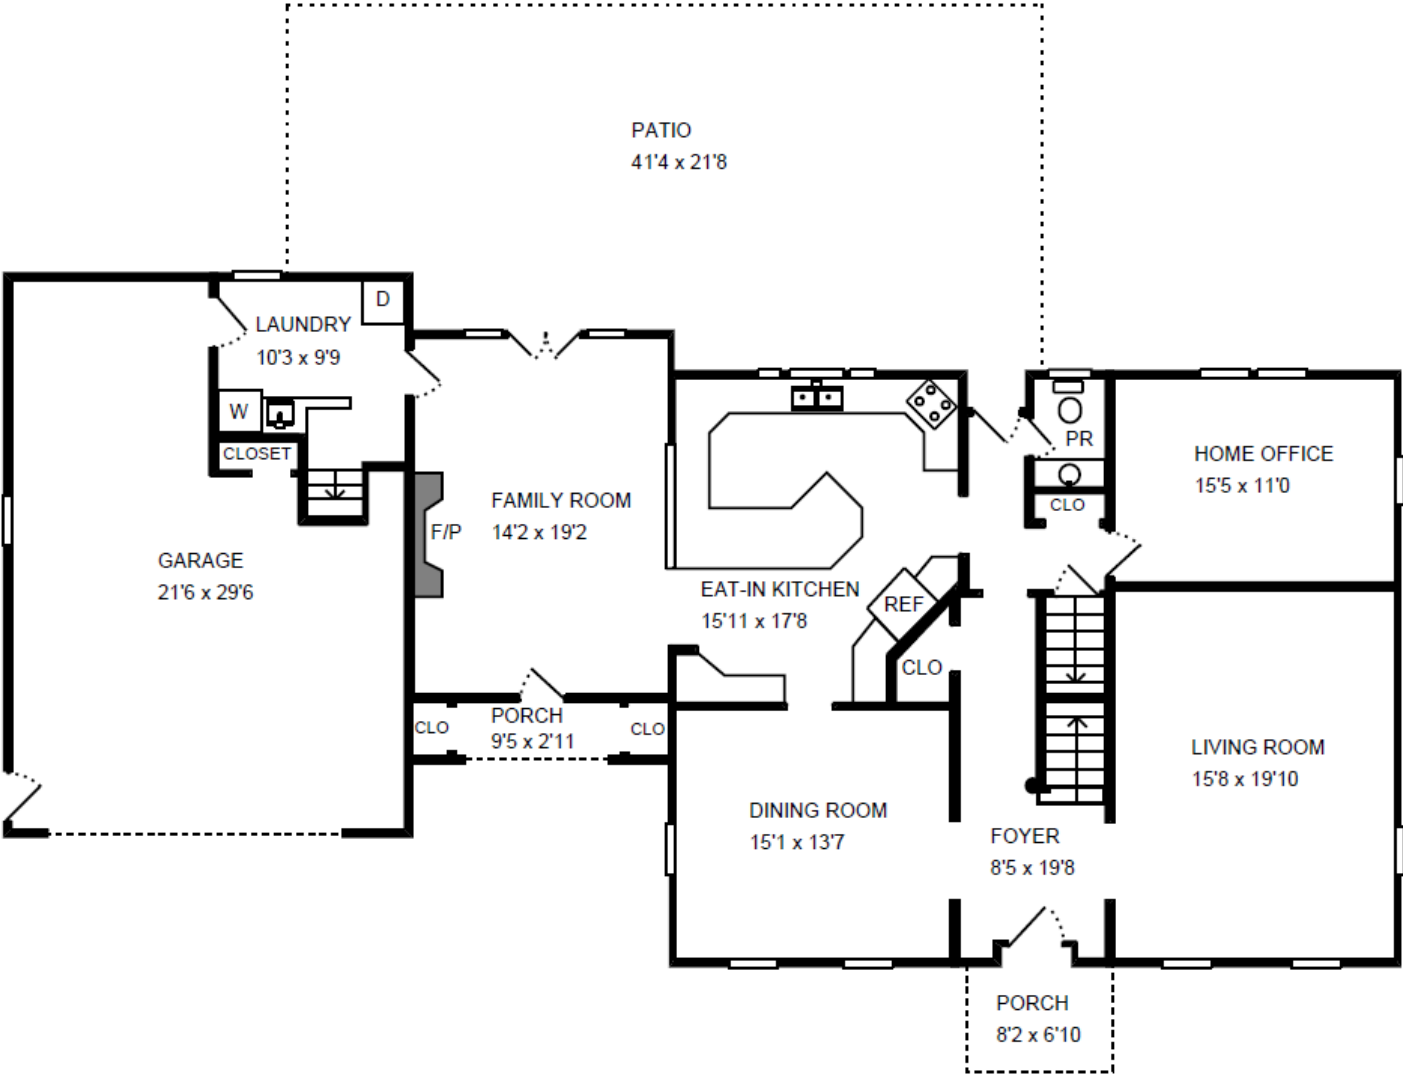 PATIO
41'4 x 21'8
D
LAUNDRY
10'3 x 9'9
W
CLOSET
PR
HOME OFFICE
15'5 x 11'0
CLO
FAMILY ROOM
14'2 x 19'2
F/P
GARAGE
21'6 x 29'6
EAT-IN KITCHEN
15'11 x 17'8
REF
CLO
CLO
PORCH
9'5 x 2'11
CLO
LIVING ROOM
15'8 x 19'10
DINING ROOM
15'1 x 13'7
FOYER
8'5 x 19'8
PORCH
8'2 x 6'10